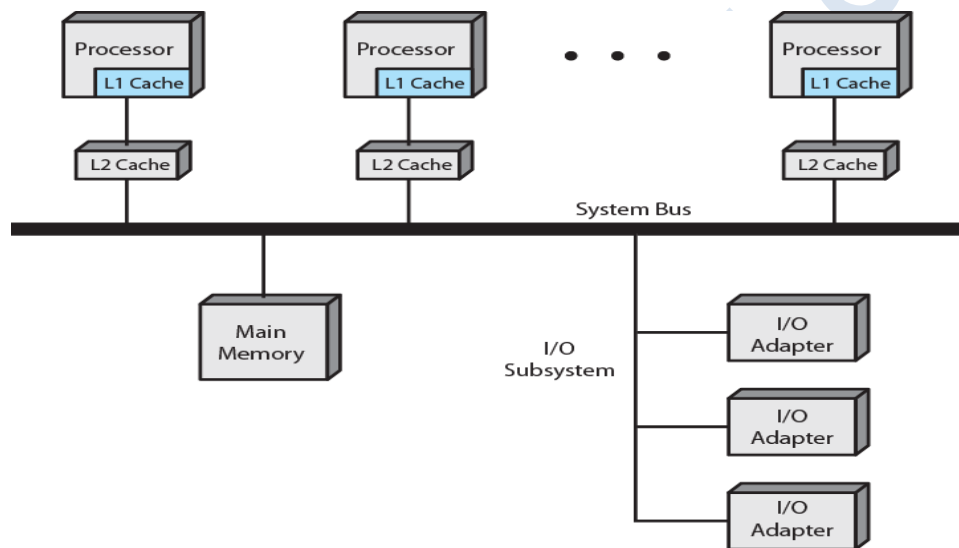 Processor
L1 Cache
Processor
L1 Cache
Processor
L1 Cache
L2 Cache
L2 Cache
L2 Cache
System Bus
Main
Memory
I/O
Subsystem
I/O
Adapter
I/O
Adapter
I/O
Adapter